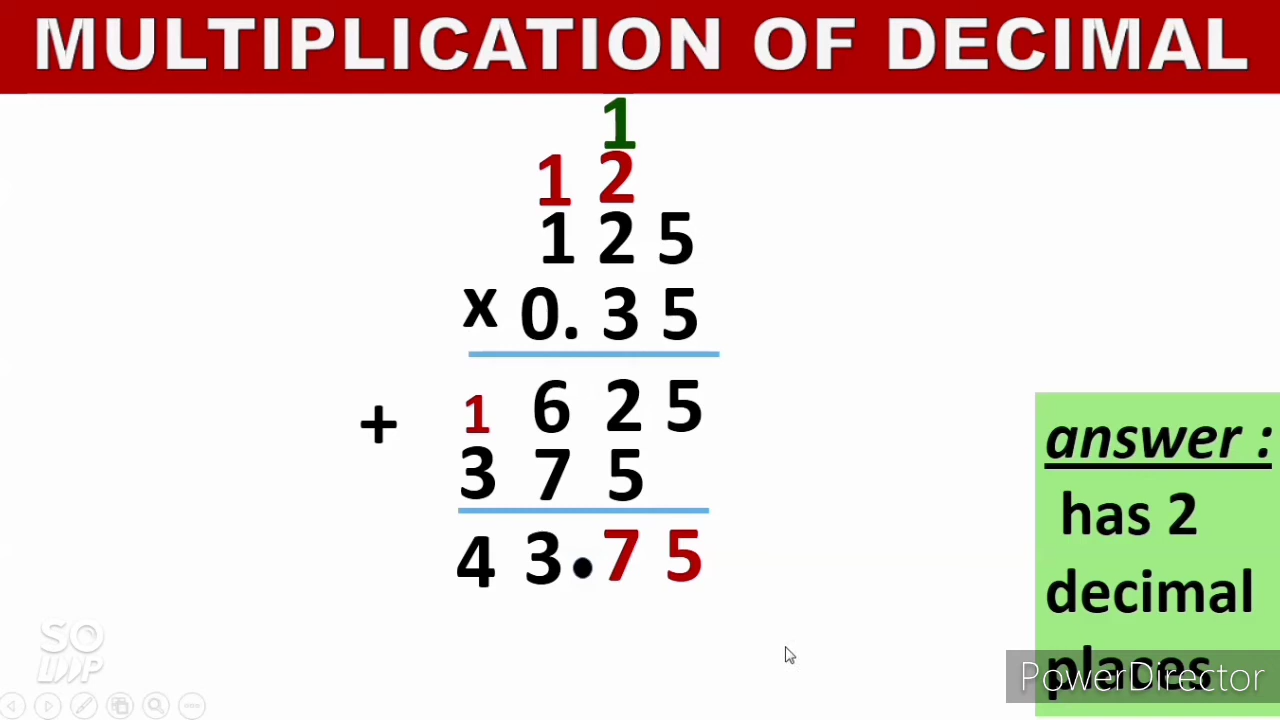 MULTIPLICATION OF DECIMAL
1
1 2
1 2 5
x 0. 3 5
1 6 2 5
+
3 7 5
4 3.7 5
answer :
has 2
decimal
places
PowerDirector